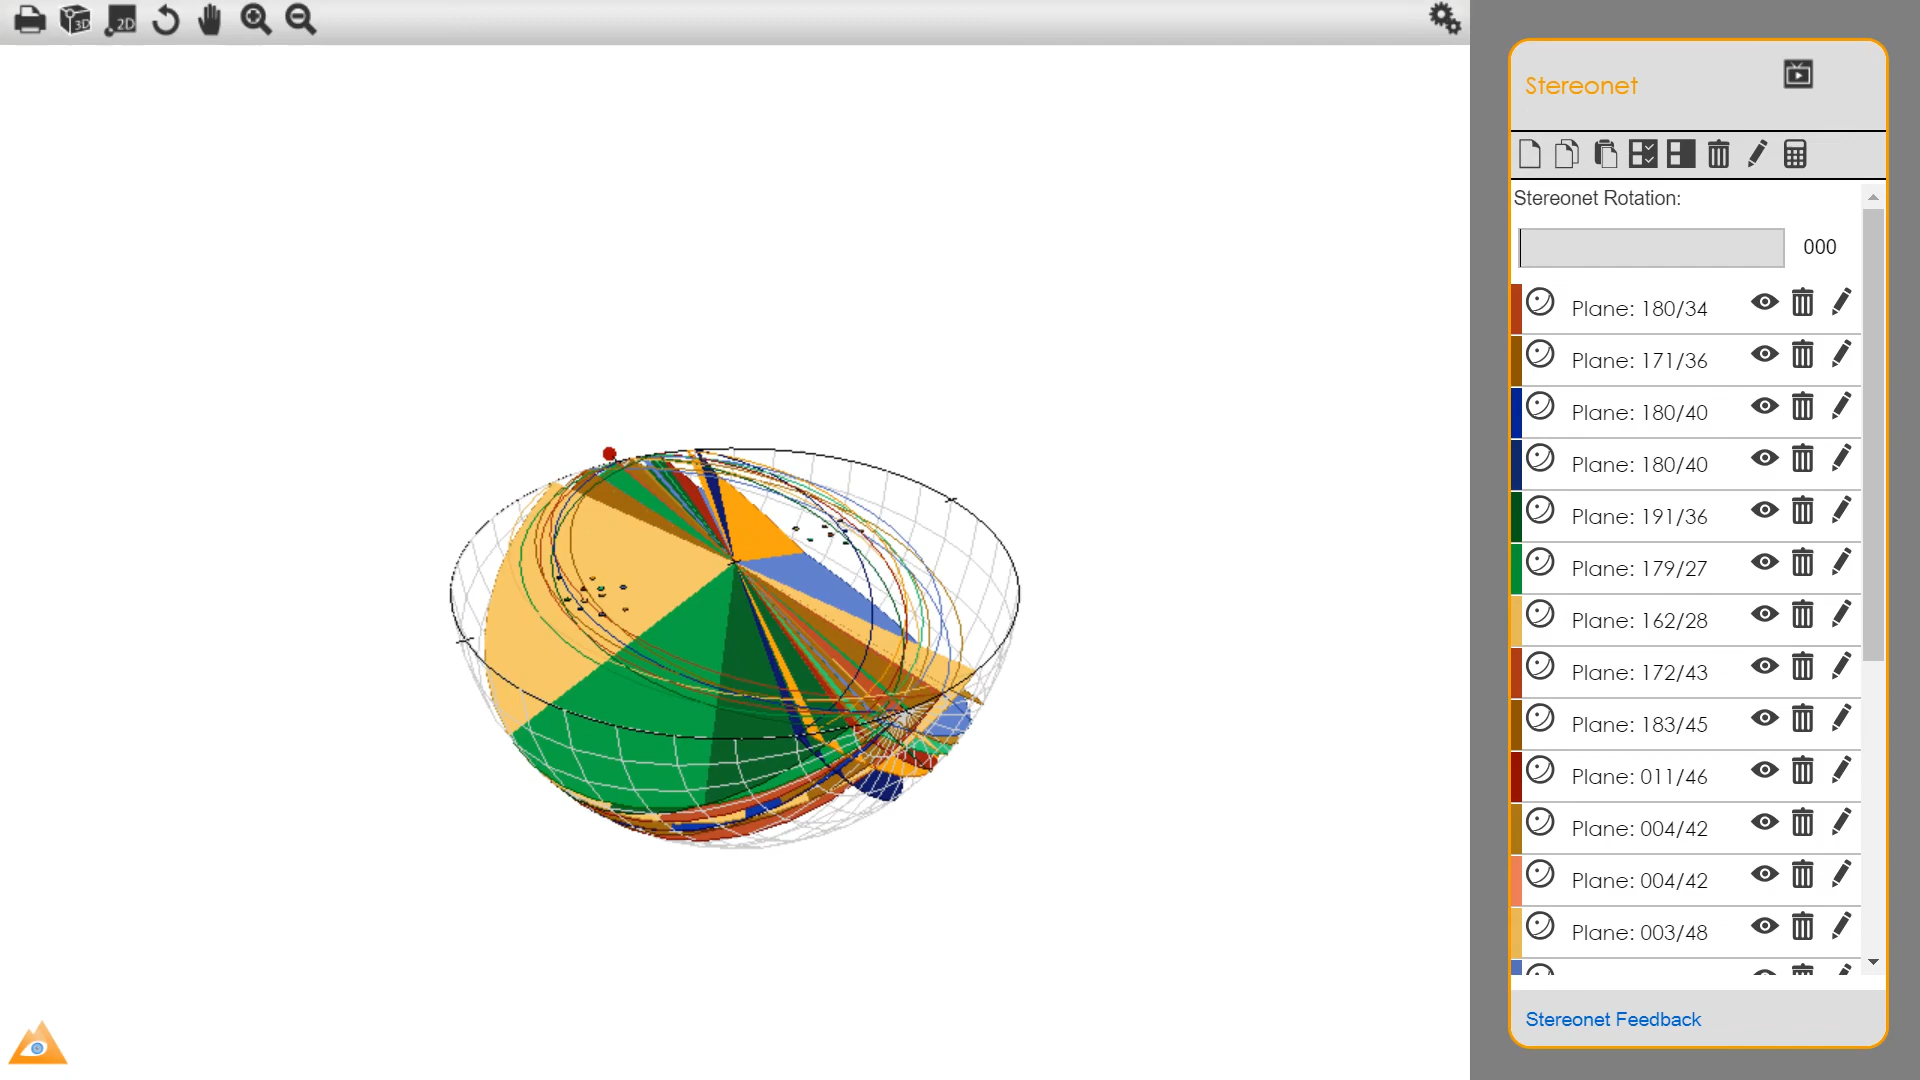 3D
2D
Stereonet
Stereonet Rotation:
000
Plane: 180/34
Plane: 171/36
Plane: 180/40
Plane: 180/40
Plane: 191/36
Plane: 179/27
Plane: 162/28
Plane: 172/43
Plane: 183/45
Plane: 011/46
Plane: 004/42
Plane: 004/42
Plane: 003/48
Stereonet Feedback